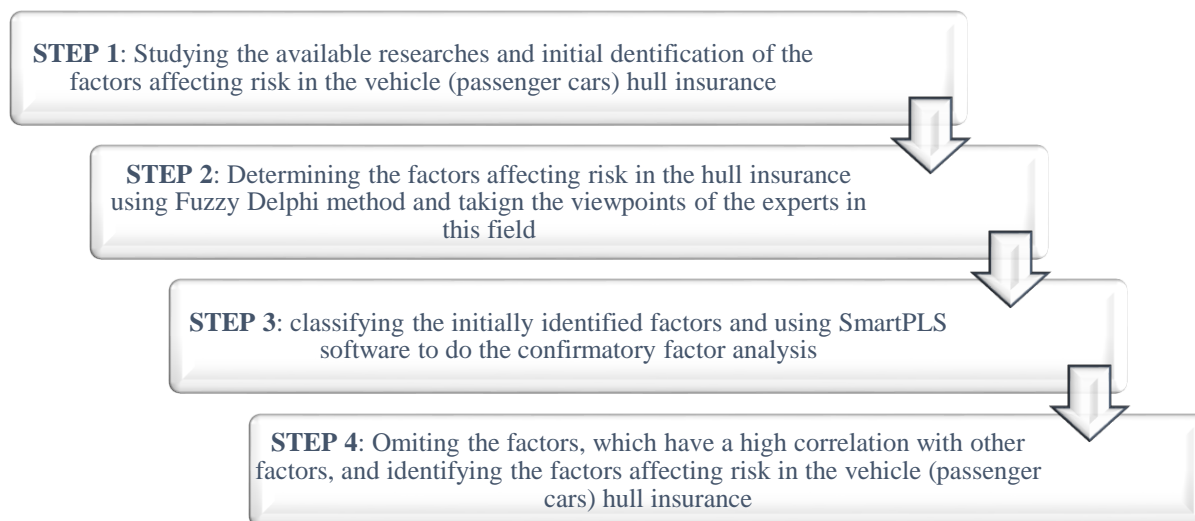 STEP 1: Studying the available researches and initial dentification of the
factors affecting risk in the vehicle (passenger cars) hull insurance
STEP 2: Determining the factors affecting risk in the hull insurance
using Fuzzy Delphi method and takign the viewpoints of the experts in
this field
STEP 3: classifying the initially identified factors and using SmartPLS
software to do the confirmatory factor analysis
STEP 4: Omiting the factors, which have a high correlation with other
factors, and identifying the factors affecting risk in the vehicle (passenger
cars) hull insurance